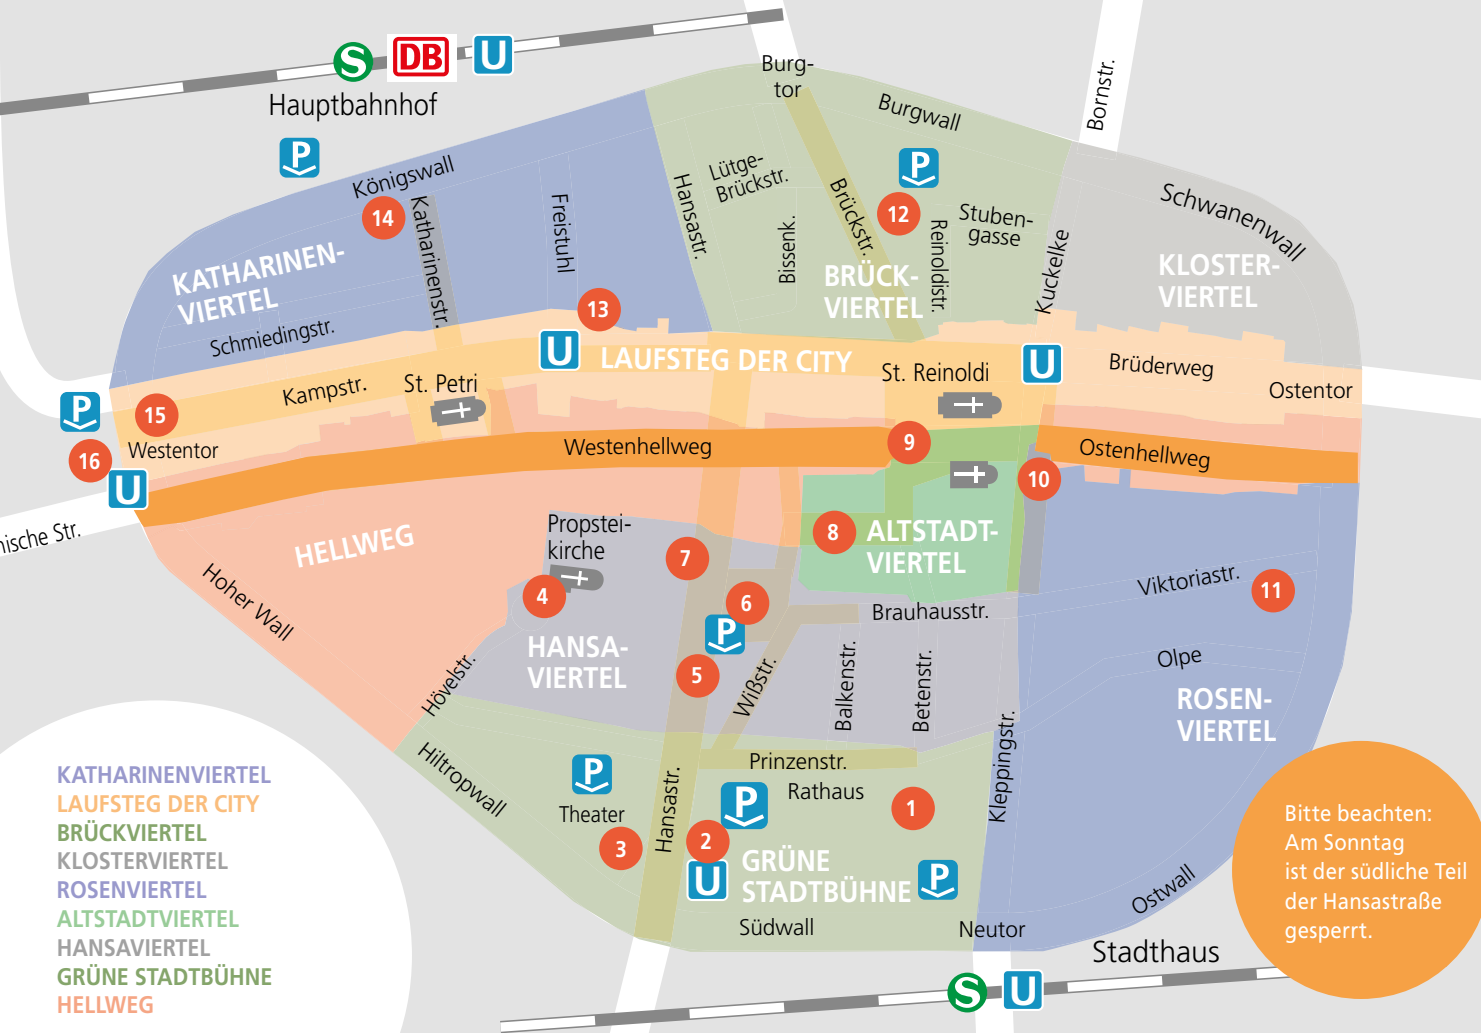 S
DB
U
Hauptbahnhof
P
Burg-
tor
Burgwall
Bornstr.
Königswall
14
Katharinenstr.
Freistuhl
Hansastr.
Lütge-
Brückstr.
Bissenk.
Brückstr.
P
12
Reinoldistr.
Stuben-
gasse
Kuckelke
Schwanenwall
KATHARINEN-
VIERTEL
Schmiedingstr.
13
BRÜCK-
VIERTEL
KLOSTER-
VIERTEL
U
LAUFSTEG DER CITY
St. Reinoldi
U
Brüderweg
Ostentor
Kampstr.
St. Petri
P
15
Westentor
16
U
Westenhellweg
9
Ostenhellweg
10
nische Str.
HELLWEG
Propstei-
kirche
7
8
ALTSTADT-
VIERTEL
Hoher Wall
4
6
P
Brauhausstr.
Viktoriastr.
11
HANSA-
VIERTEL
5
Wißstr.
Balkenstr.
Betenstr.
Olpe
ROSEN-
VIERTEL
Hövelstr.
Hiltropwall
P
Theater
3
Hansastr.
Prinzenstr.
Rathaus
P
1
2
U
GRÜNE
STADTBÜHNE
P
Kleppingstr.
Südwall
Neutor
Ostwall
Stadthaus
S
U
KATHARINENVIERTEL
LAUFSTEG DER CITY
BRÜCKVIERTEL
KLOSTERVIERTEL
ROSENVIERTEL
ALTSTADTVIERTEL
HANSAVIERTEL
GRÜNE STADTBÜHNE
HELLWEG
Bitte beachten:
Am Sonntag
ist der südliche Teil
der Hansastraße
gesperrt.